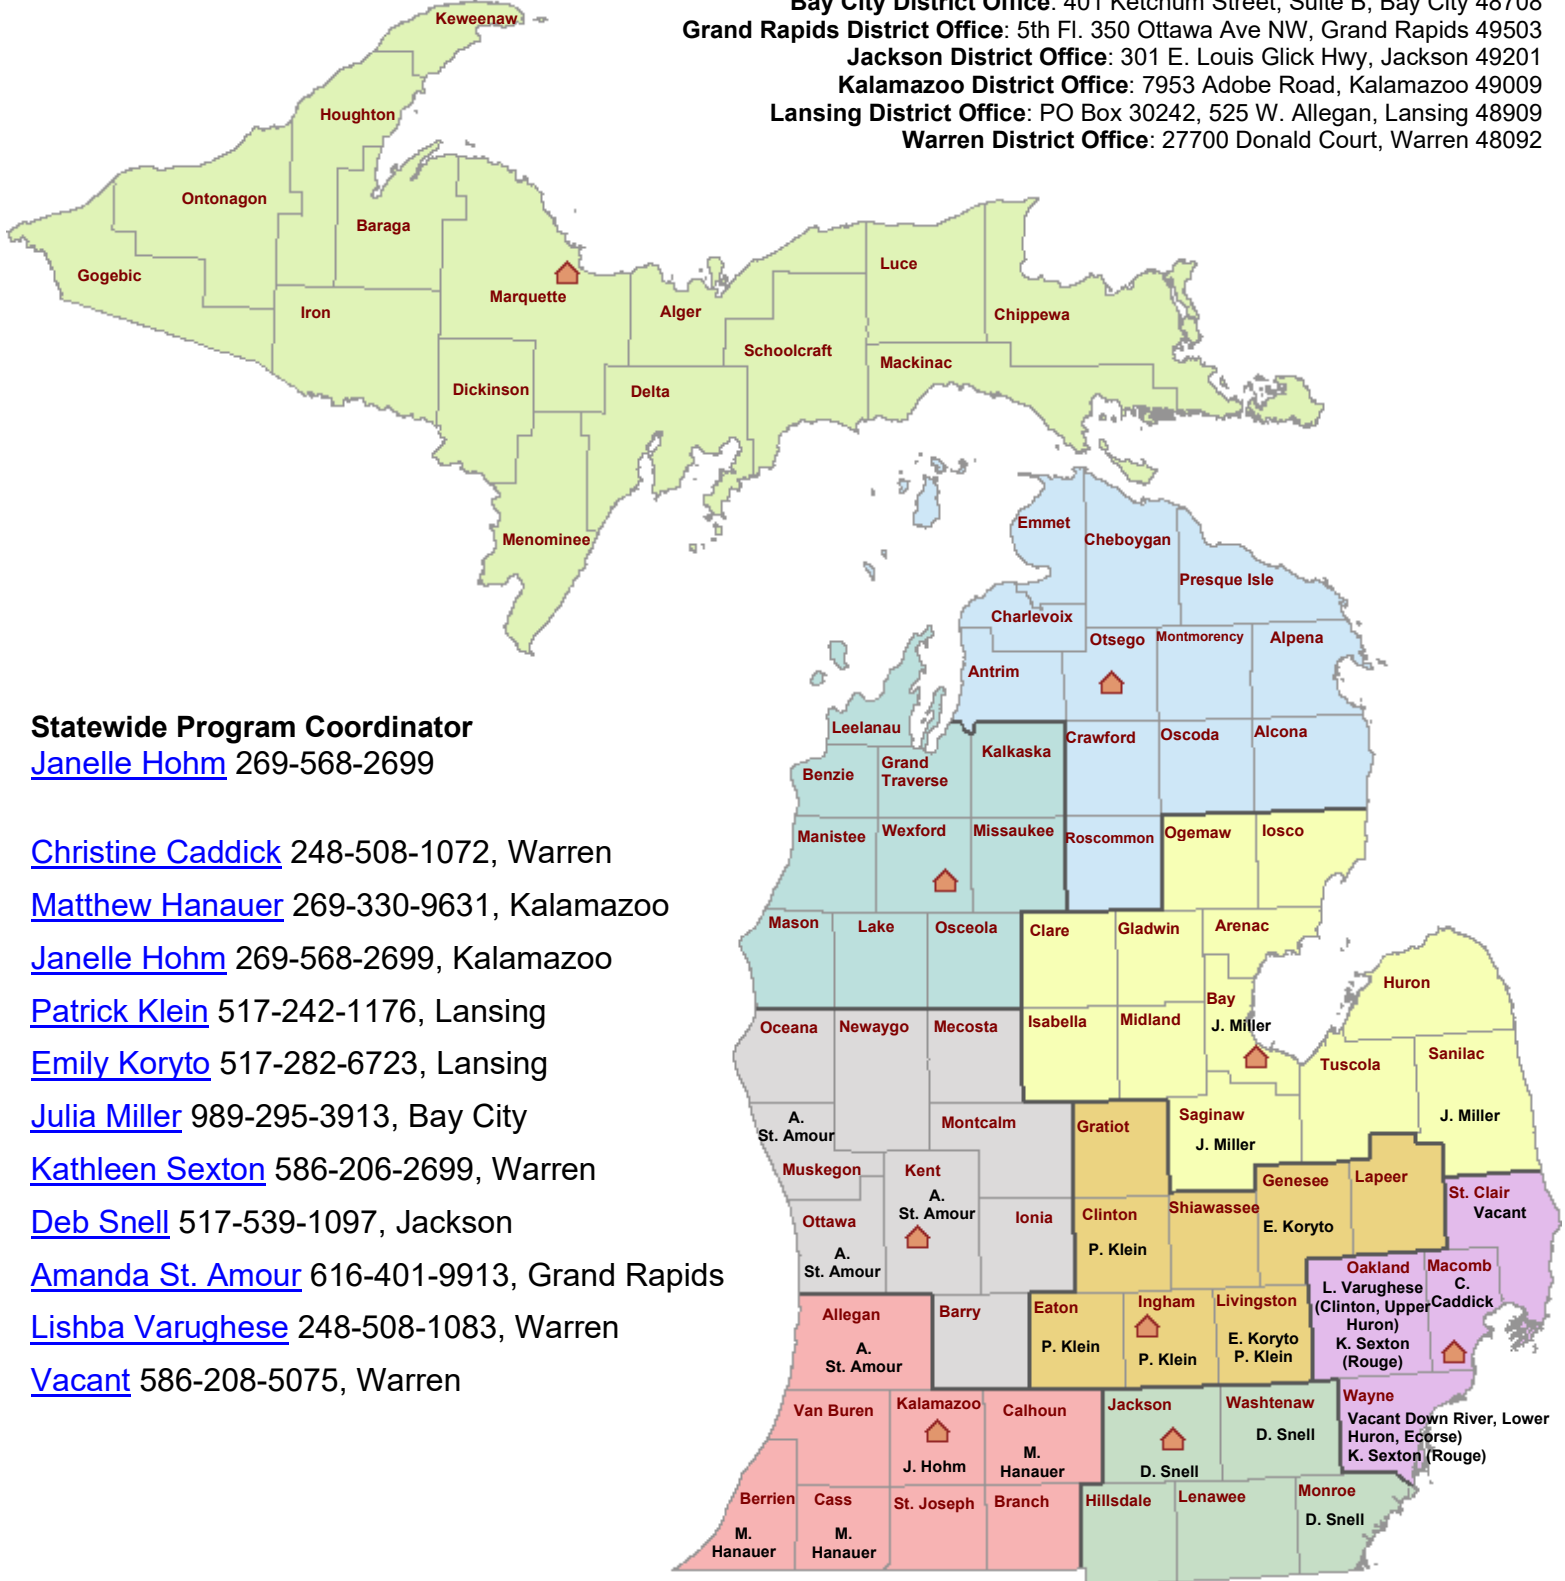 Bay City District Office: 401 Ketchum Street, Suite B, Bay City 48708
Grand Rapids District Office: 5th Fl. 350 Ottawa Ave NW, Grand Rapids 49503
Jackson District Office: 301 E. Louis Glick Hwy, Jackson 49201
Kalamazoo District Office: 7953 Adobe Road, Kalamazoo 49009
Lansing District Office: PO Box 30242, 525 W. Allegan, Lansing 48909
Warren District Office: 27700 Donald Court, Warren 48092
Keweenaw
Houghton
Ontonagon
Baraga
Gogebic
Marquette
Iron
Alger
Luce
Chippewa
Schoolcraft
Mackinac
Dickinson
Delta
Menominee
Emmet
Cheboygan
Presque Isle
Charlevoix
Otsego
Montmorency
Alpena
Antrim
Statewide Program Coordinator
Janelle Hohm 269-568-2699
Christine Caddick 248-508-1072, Warren
Matthew Hanauer 269-330-9631, Kalamazoo
Janelle Hohm 269-568-2699, Kalamazoo
Patrick Klein 517-242-1176, Lansing
Emily Koryto 517-282-6723, Lansing
Julia Miller 989-295-3913, Bay City
Kathleen Sexton 586-206-2699, Warren
Deb Snell 517-539-1097, Jackson
Amanda St. Amour 616-401-9913, Grand Rapids
Lishba Varughese 248-508-1083, Warren
Vacant 586-208-5075, Warren
Leelanau
Kalkaska
Crawford
Oscoda
Alcona
Benzie
Grand
Traverse
Manistee
Wexford
Missaukee
Roscommon
Ogemaw
Iosco
Mason
Lake
Osceola
Clare
Gladwin
Arenac
Huron
Bay
J. Miller
Oceana
Newaygo
Mecosta
Isabella
Midland
Tuscola
Sanilac
J. Miller
A.
St. Amour
Muskegon
Montcalm
Gratiot
Saginaw
J. Miller
Kent
A.
St. Amour
Ottawa
A.
St. Amour
Ionia
Clinton
P. Klein
Shiawassee
Genesee
E. Koryto
Lapeer
St. Clair
Vacant
Allegan
A.
St. Amour
Barry
Eaton
P. Klein
Ingham
P. Klein
Livingston
E. Koryto
P. Klein
Oakland
L. Varughese
(Clinton, Upper
Huron)
K. Sexton
(Rouge)
Macomb
C.
Caddick
Van Buren
Kalamazoo
J. Hohm
Calhoun
M.
Hanauer
Jackson
D. Snell
Washtenaw
D. Snell
Wayne
Vacant Down River, Lower
Huron, Ecorse)
K. Sexton (Rouge)
Berrien
M.
Hanauer
Cass
M.
Hanauer
St. Joseph
Branch
Hillsdale
Lenawee
Monroe
D. Snell